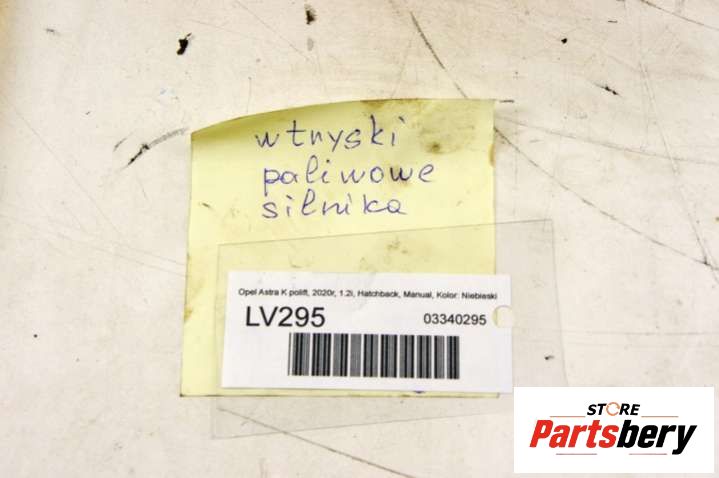 wtryski
paliwowe
silnika
Opel Astra K polift, 2020r, 1.2i, Hatchback, Manual, Kolor: Niebieski
LV295
03340295
STORE
Partsbery